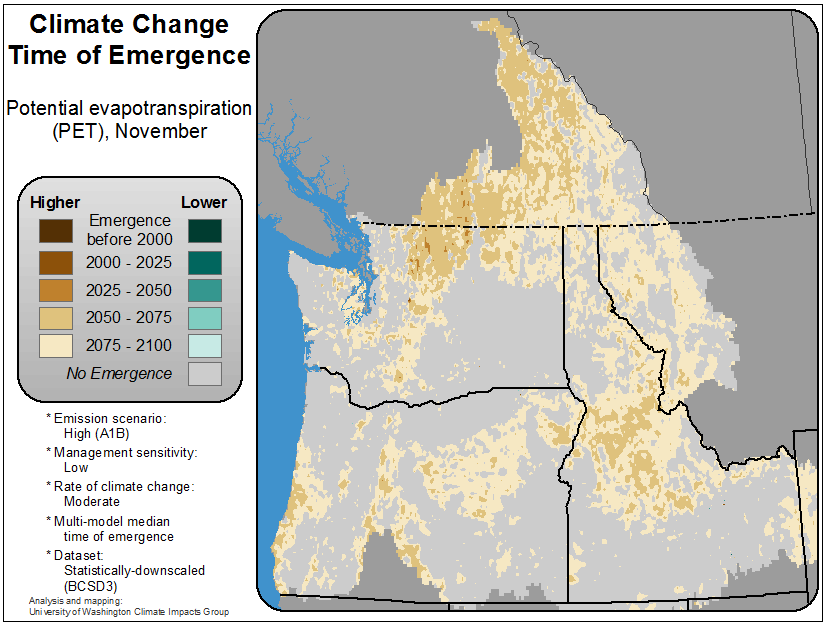 Climate Change
Time of Emergence
Potential evapotranspiration
(PET), November
Higher Lower
Emergence
before 2000
2000 - 2025
2025 - 2050
2050 - 2075
2075 - 2100
No Emergence
* Emission scenario:
High (A1B)
* Management sensitivity:
Low
* Rate of climate change:
Moderate
* Multi-model median
time of emergence
* Dataset:
Statistically-downscaled
(BCSD3)
Analysis and mapping:
University of Washington Climate Impacts Group